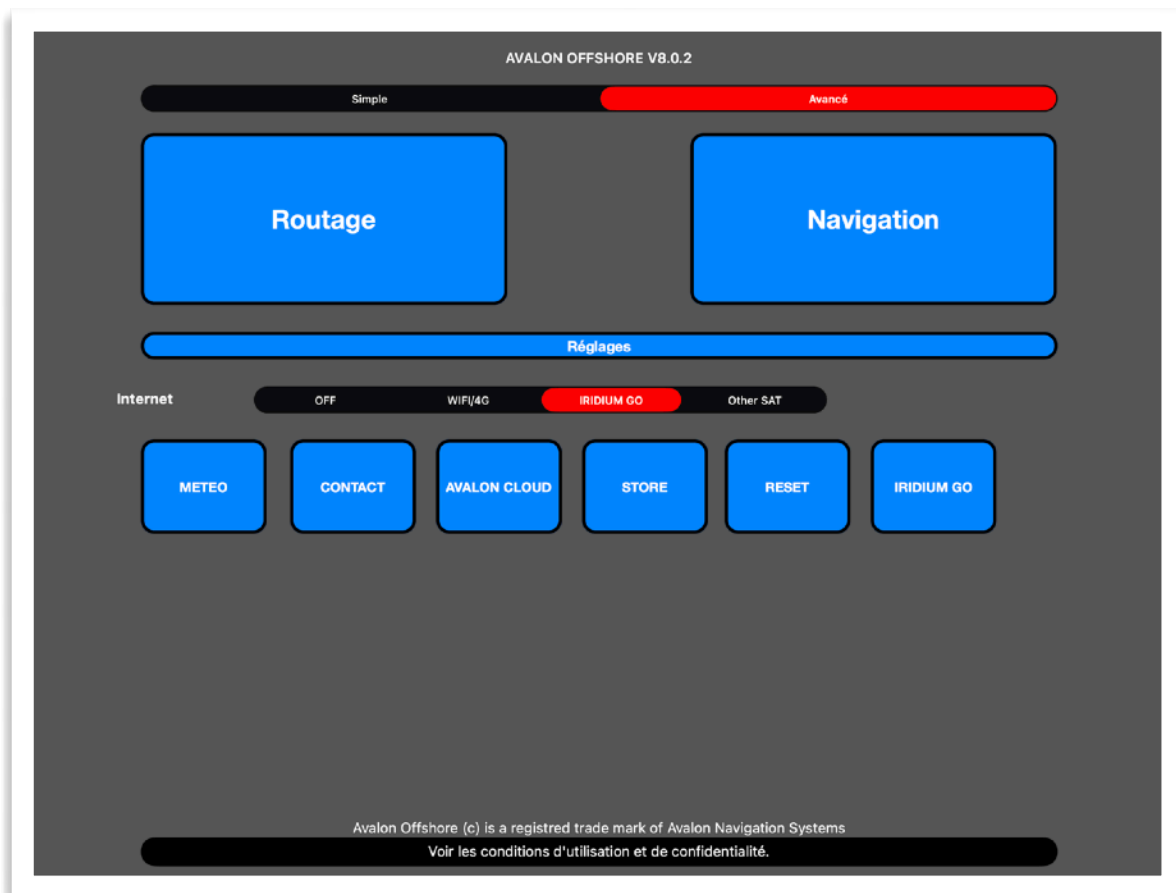 AVALON OFFSHORE V8.0.2
Simple Avancé
Routage Navigation
Réglages
Internet OFF WIFI/4G IRIDIUM GO Other SAT
METEO CONTACT AVALON CLOUD STORE RESET IRIDIUM GO
Avalon Offshore (c) is a registred trade mark of Avalon Navigation Systems
Voir les conditions d'utilisation et de confidentialité.